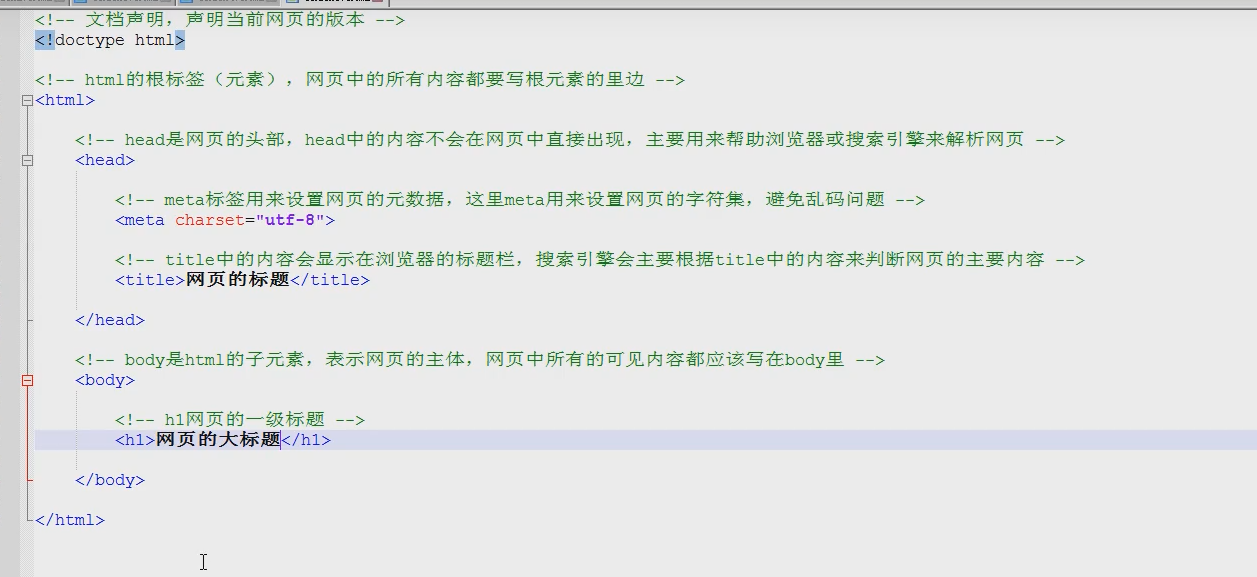 <!-- 文档声明，声明当前网页的版本 -->
<!doctype html>
<!-- html的根标签（元素），网页中的所有内容都要写根元素的里边 -->
<html>
<!-- head是网页的头部，head中的内容不会在网页中直接出现，主要用来帮助浏览器或搜索引擎来解析网页 -->
<head>
<!-- meta标签用来设置网页的元数据，这里meta用来设置网页的字符集，避免乱码问题 -->
<meta charset="utf-8">
<!-- title中的内容会显示在浏览器的标题栏，搜索引擎会主要根据title中的内容来判断网页的主要内容 -->
<title>网页的标题</title>
</head>
<!-- body是html的子元素，表示网页的主体，网页中所有的可见内容都应该写在body里 -->
<body>
<!-- h1网页的一级标题 -->
<h1>网页的大标题</h1>
</body>
</html>